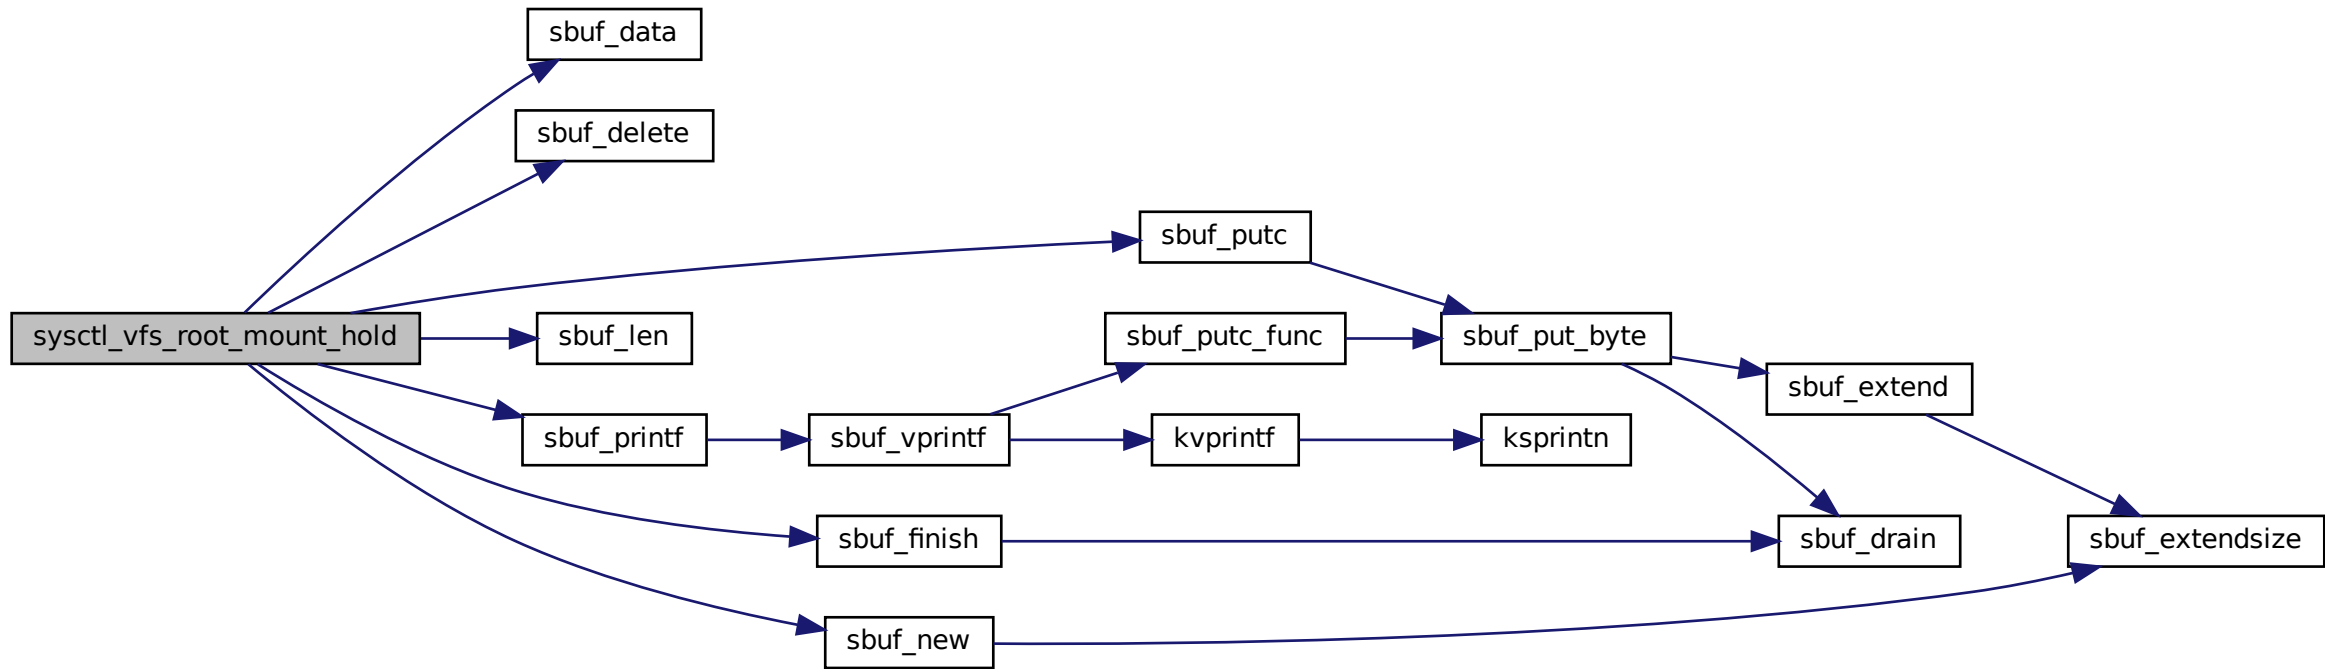 sbuf_data
sbuf_delete
sbuf_putc
sysctl_vfs_root_mount_hold
sbuf_len
sbuf_putc_func
sbuf_put_byte
sbuf_extend
sbuf_printf
sbuf_vprintf
kvprintf
ksprintn
sbuf_finish
sbuf_drain
sbuf_extendsize
sbuf_new